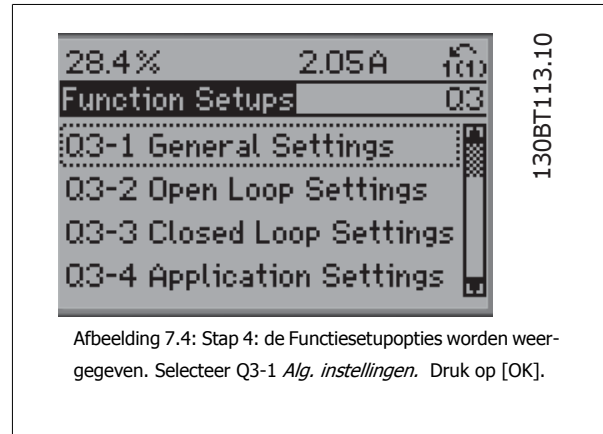 28.4% 2.05A 1(1)
Function Setups Q3
Q3-1 General Settings
Q3-2 Open Loop Settings
Q3-3 Closed Loop Settings
Q3-4 Application Settings
130BT113.10
Afbeelding 7.4: Stap 4: de Functiesetupopties worden weer-
gegeven. Selecteer Q3-1 Alg. instellingen. Druk op [OK].